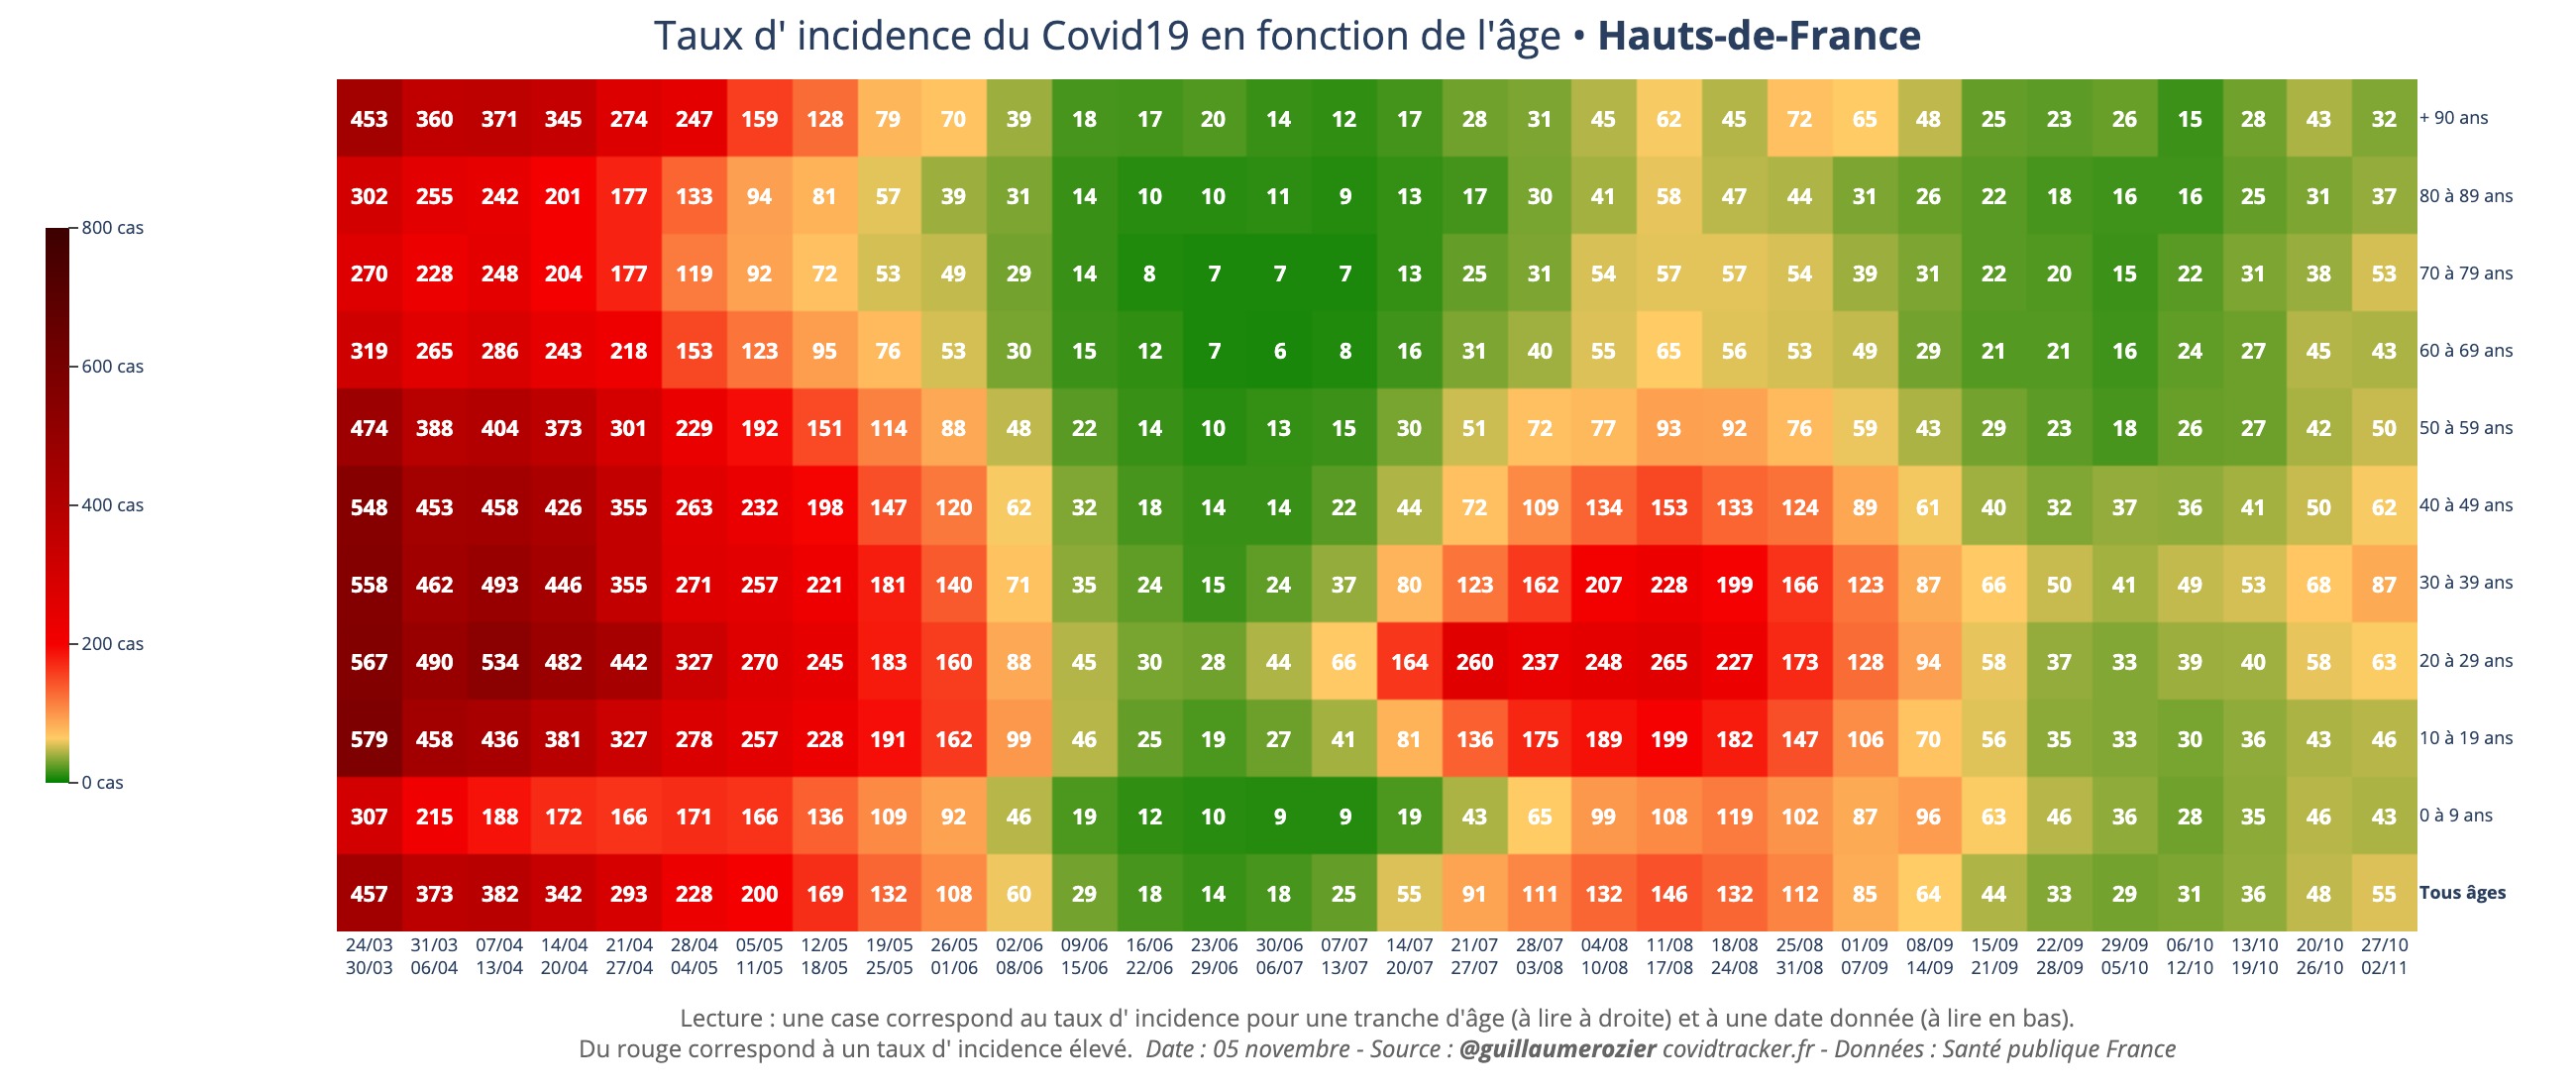 Taux d' incidence du Covid19 en fonction de l'âge • Hauts-de-France
800 cas
600 cas
400 cas
200 cas
0 cas
453 360 371 345 274 247 159 128 79 70 39 18 17 20 14 12 17 28 31 45 62 45 72 65 48 25 23 26 15 28 43 32 + 90 ans
302 255 242 201 177 133 94 81 57 39 31 14 10 10 11 9 13 17 30 41 58 47 44 31 26 22 18 16 16 25 31 37 80 à 89 ans
270 228 248 204 177 119 92 72 53 49 29 14 8 7 7 7 13 25 31 54 57 57 54 39 31 22 20 15 22 31 38 53 70 à 79 ans
319 265 286 243 218 153 123 95 76 53 30 15 12 7 6 8 16 31 40 55 65 56 53 49 29 21 21 16 24 27 45 43 60 à 69 ans
474 388 404 373 301 229 192 151 114 88 48 22 14 10 13 15 30 51 72 77 93 92 76 59 43 29 23 18 26 27 42 50 50 à 59 ans
548 453 458 426 355 263 232 198 147 120 62 32 18 14 14 22 44 72 109 134 153 133 124 89 61 40 32 37 36 41 50 62 40 à 49 ans
558 462 493 446 355 271 257 221 181 140 71 35 24 15 24 37 80 123 162 207 228 199 166 123 87 66 50 41 49 53 68 87 30 à 39 ans
567 490 534 482 442 327 270 245 183 160 88 45 30 28 44 66 164 260 237 248 265 227 173 128 94 58 37 33 39 40 58 63 20 à 29 ans
579 458 436 381 327 278 257 228 191 162 99 46 25 19 27 41 81 136 175 189 199 182 147 106 70 56 35 33 30 36 43 46 10 à 19 ans
307 215 188 172 166 171 166 136 109 92 46 19 12 10 9 9 19 43 65 99 108 119 102 87 96 63 46 36 28 35 46 43 0 à 9 ans
457 373 382 342 293 228 200 169 132 108 60 29 18 14 18 25 55 91 111 132 146 132 112 85 64 44 33 29 31 36 48 55 Tous âges
24/03 31/03 07/04 14/04 21/04 28/04 05/05 12/05 19/05 26/05 02/06 09/06 16/06 23/06 30/06 07/07 14/07 21/07 28/07 04/08 11/08 18/08 25/08 01/09 08/09 15/09 22/09 29/09 06/10 13/10 20/10 27/10
30/03 06/04 13/04 20/04 27/04 04/05 11/05 18/05 25/05 01/06 08/06 15/06 22/06 29/06 06/07 13/07 20/07 27/07 03/08 10/08 17/08 24/08 31/08 07/09 14/09 21/09 28/09 05/10 12/10 19/10 26/10 02/11
Lecture : une case correspond au taux d' incidence pour une tranche d'âge (à lire à droite) et à une date donnée (à lire en bas).
Du rouge correspond à un taux d' incidence élevé. Date : 05 novembre - Source : @guillaumerozier covidtracker.fr - Données : Santé publique France